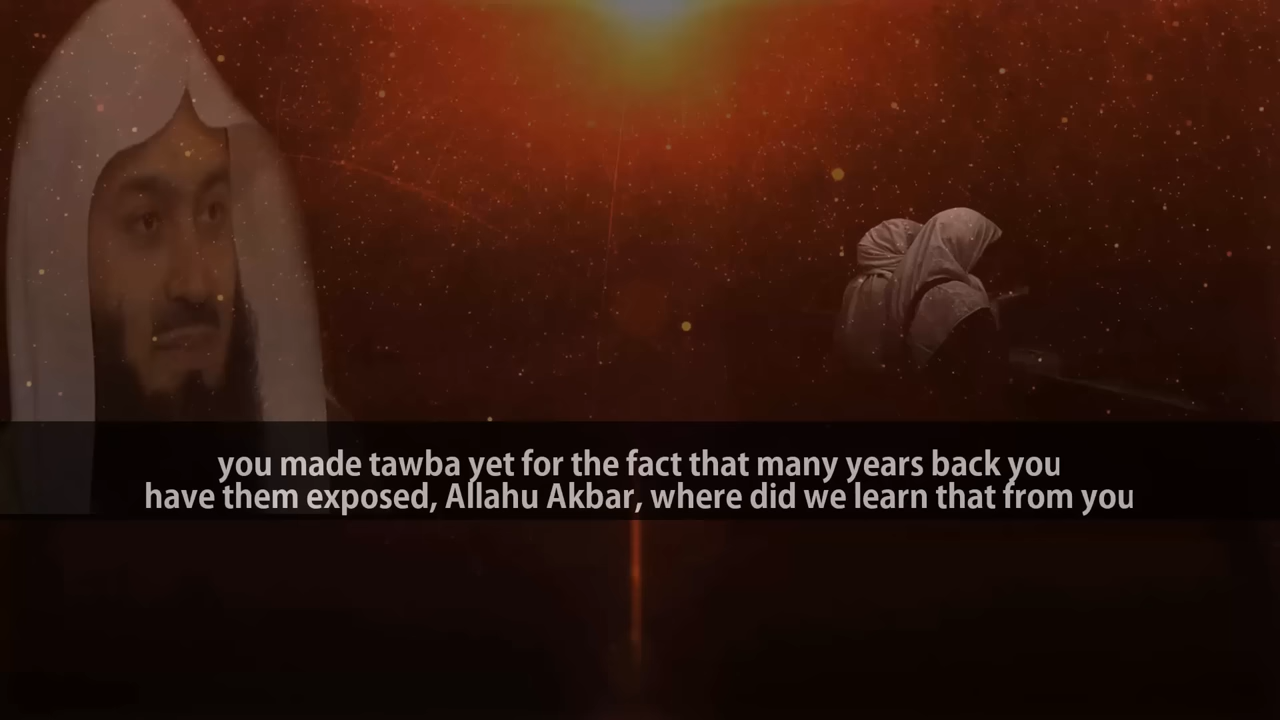 you made tawba yet for the fact that many years back you
have them exposed, Allahu Akbar, where did we learn that from you